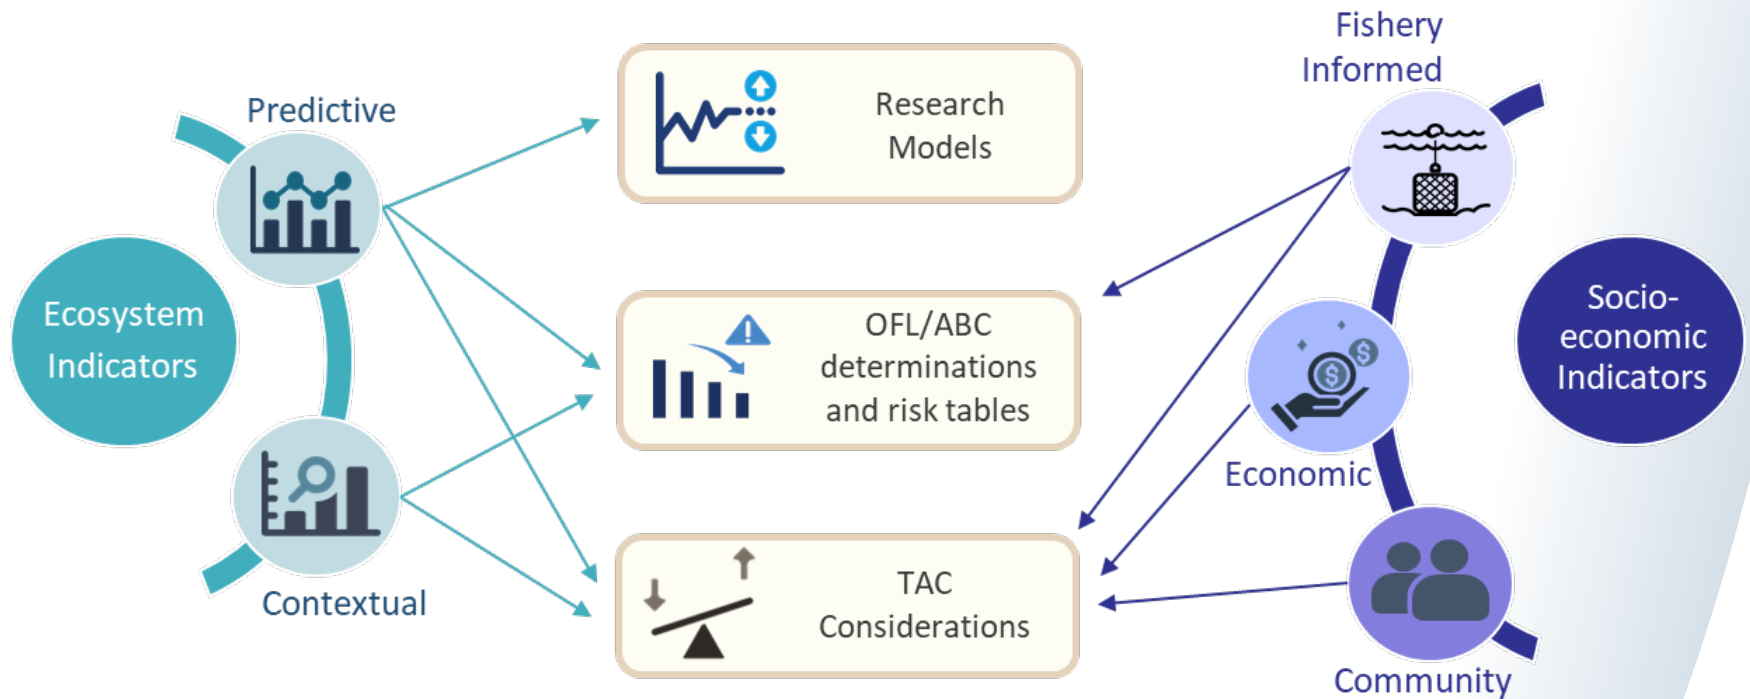 Ecosystem
Indicators
Predictive
Contextual
Research
Models
OFL/ABC
determinations
and risk tables
TAC
Considerations
Fishery
Informed
Economic
Community
Socio-
economic
Indicators